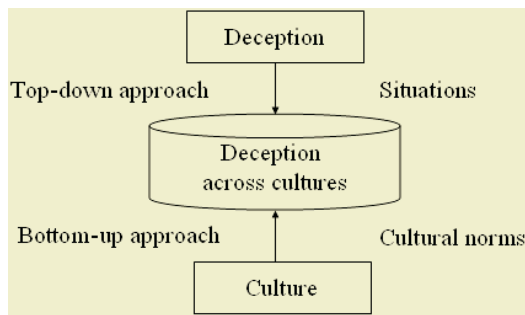 Deception
Top-down approach
Situations
Deception
across cultures
Bottom-up approach
Cultural norms
Culture